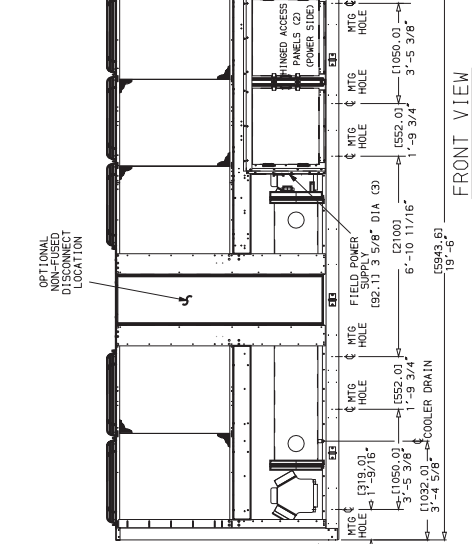 HINGED ACCESS
PANELS (2)
(POWER SIDE)
℄ MTG
HOLE
[1050.0]
3'-5 3/8"
℄ MTG
HOLE
[552.0]
1'-9 3/4"
℄ MTG
HOLE
FRONT VIEW
OPTIONAL
NON-FUSED
DISCONNECT
LOCATION
FIELD POWER
SUPPLY
[92.1] 3 5/8" DIA (3)
[2100]
6'-10 11/16"
[5943.6]
19'-6"
℄ MTG
HOLE
[552.0]
1'-9 3/4"
℄ MTG
HOLE
℄ COOLER DRAIN
[319.0]
1'-9/16"
[1050.0]
3'-5 3/8"
[1032.0]
3'-4 5/8"
℄ MTG
HOLE